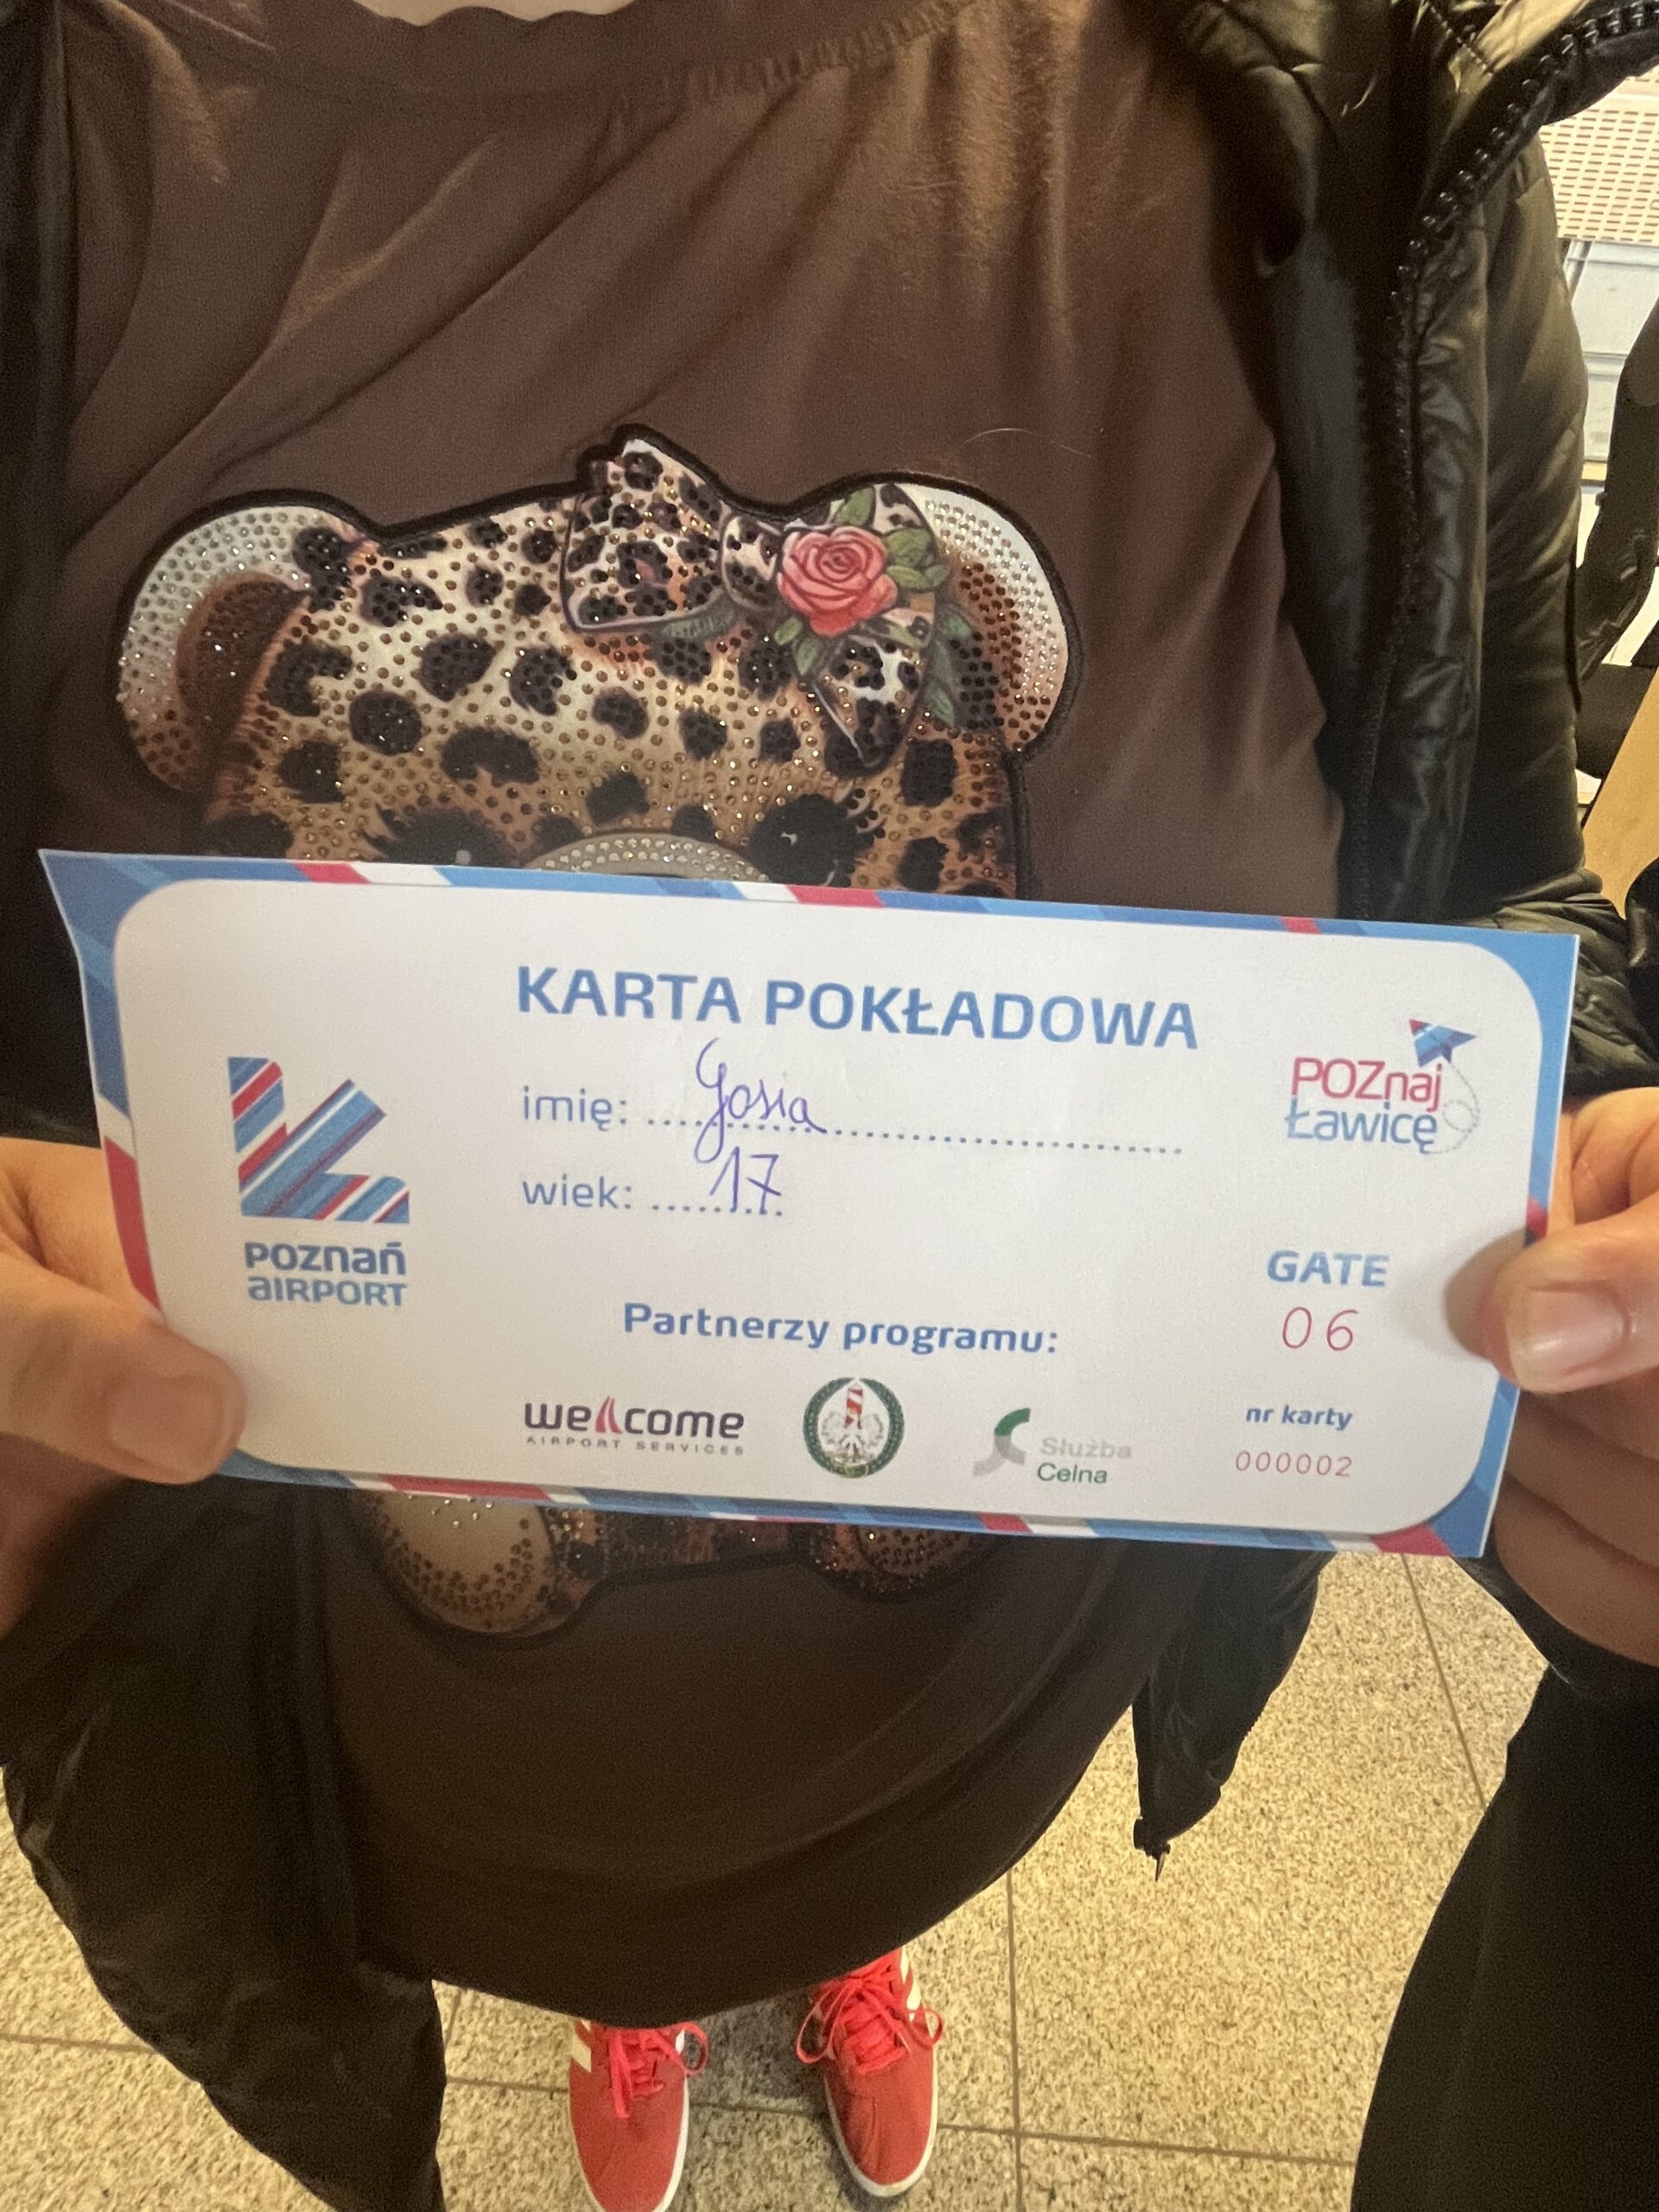 KARTA POKŁADOWA
POZnaj
Ławicę
imię: Gosia
wiek: 17
poznań
airport
GATE
06
Partnerzy programu:
nr karty
000002
wellcome
AIRPORT SERVICES
Służba
Celna